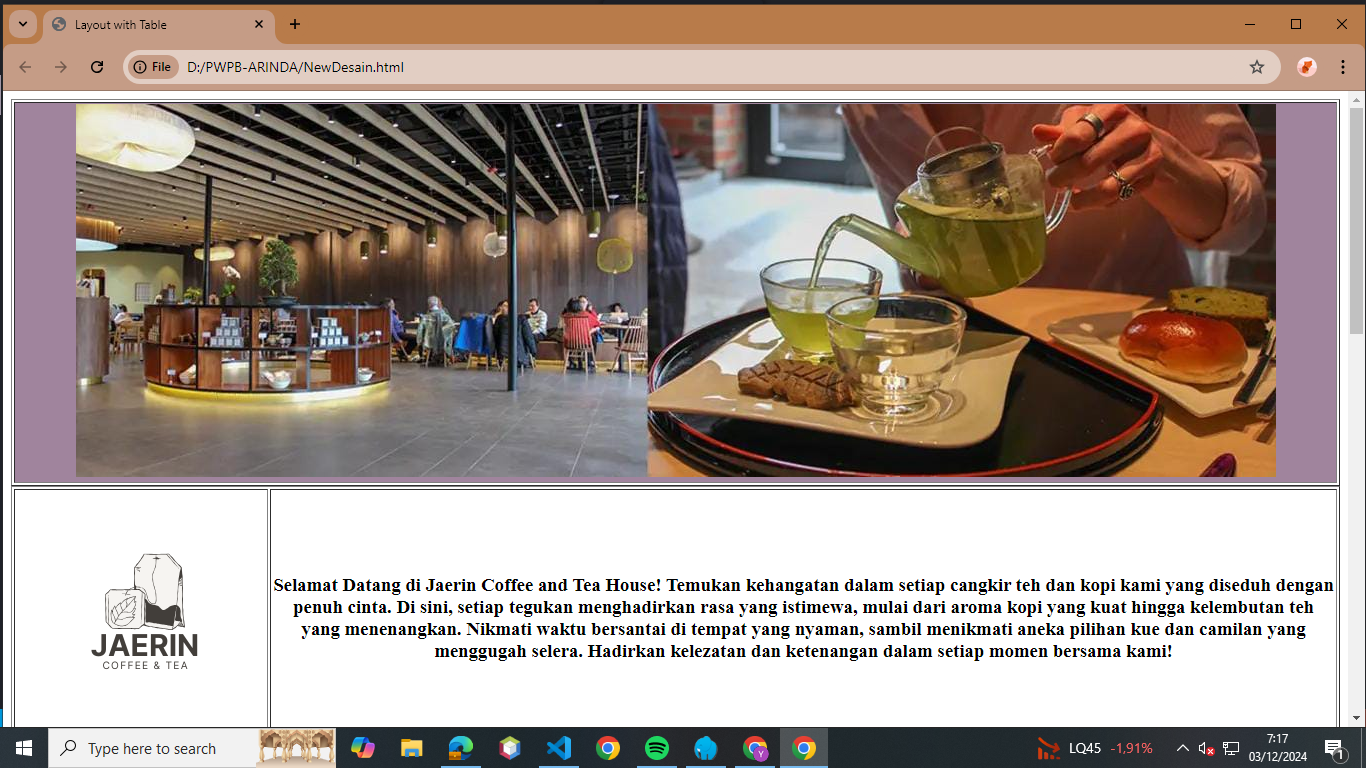 Layout with Table
File
D:/PWPB-ARINDA/NewDesain.html
JAERIN
COFFEE & TEA
Selamat Datang di Jaerin Coffee and Tea House! Temukan kehangatan dalam setiap cangkir teh dan kopi kami yang diseduh dengan
penuh cinta. Di sini, setiap tegukan menghadirkan rasa yang istimewa, mulai dari aroma kopi yang kuat hingga kelembutan teh
yang menenangkan. Nikmati waktu bersantai di tempat yang nyaman, sambil menikmati aneka pilihan kue dan camilan yang
menggugah selera. Hadirkan kelezatan dan ketenangan dalam setiap momen bersama kami!
Type here to search
Y
LQ45 -1,91%
7:17
03/12/2024
1